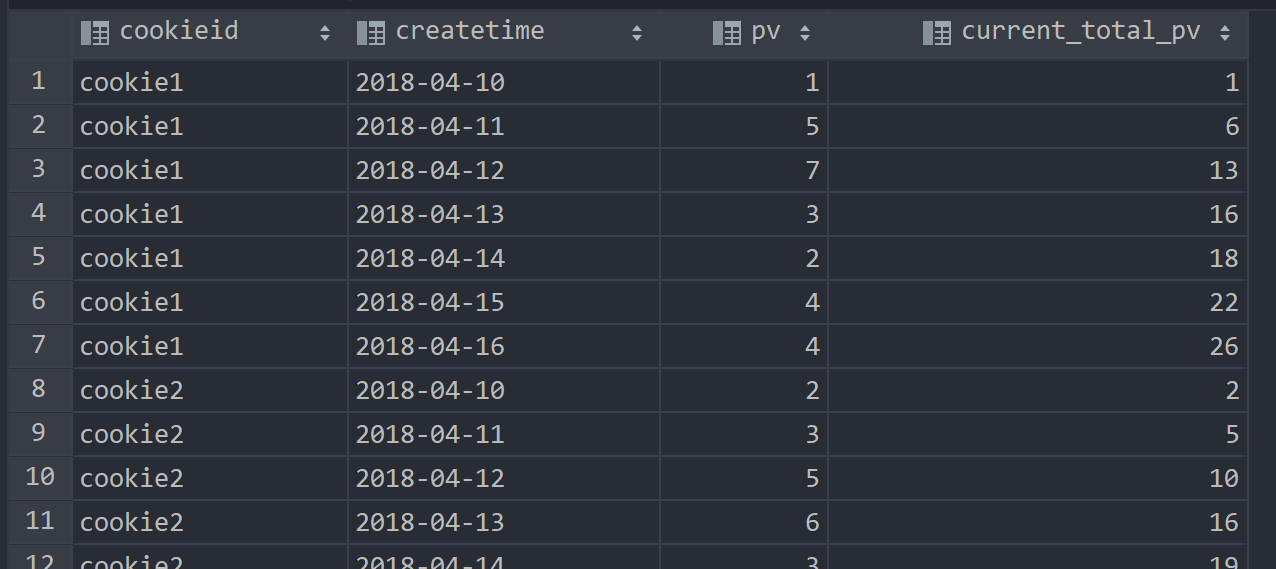 cookieid createtime pv current_total_pv
1 cookie1 2018-04-10 1 1
2 cookie1 2018-04-11 5 6
3 cookie1 2018-04-12 7 13
4 cookie1 2018-04-13 3 16
5 cookie1 2018-04-14 2 18
6 cookie1 2018-04-15 4 22
7 cookie1 2018-04-16 4 26
8 cookie2 2018-04-10 2 2
9 cookie2 2018-04-11 3 5
10 cookie2 2018-04-12 5 10
11 cookie2 2018-04-13 6 16
12 cookie2 2018-04-14 3 19